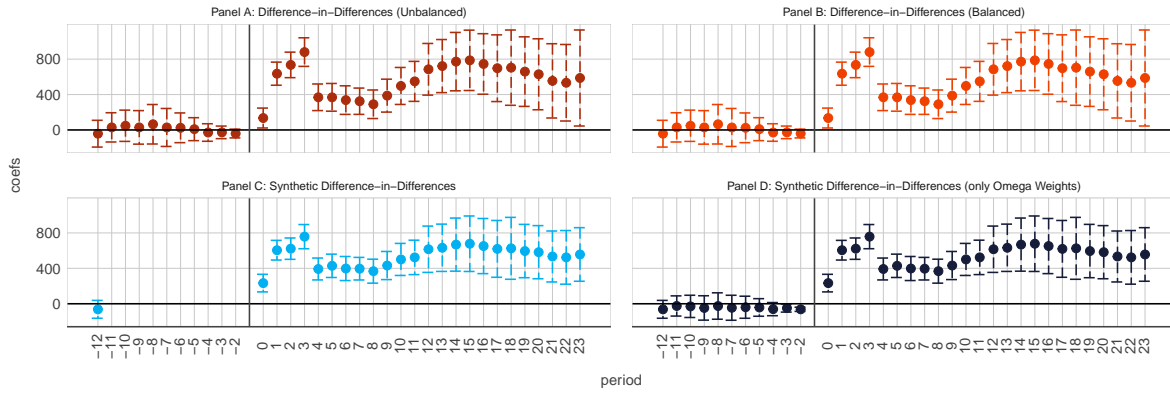 Panel A: Difference−in−Differences (Unbalanced)
Panel B: Difference−in−Differences (Balanced)
800
400
0
Panel C: Synthetic Difference−in−Differences
Panel D: Synthetic Difference−in−Differences (only Omega Weights)
800
400
0
coefs
−12 −11 −10 −9 −8 −7 −6 −5 −4 −3 −2 0 1 2 3 4 5 6 7 8 9 10 11 12 13 14 15 16 17 18 19 20 21 22 23
−12 −11 −10 −9 −8 −7 −6 −5 −4 −3 −2 0 1 2 3 4 5 6 7 8 9 10 11 12 13 14 15 16 17 18 19 20 21 22 23
period